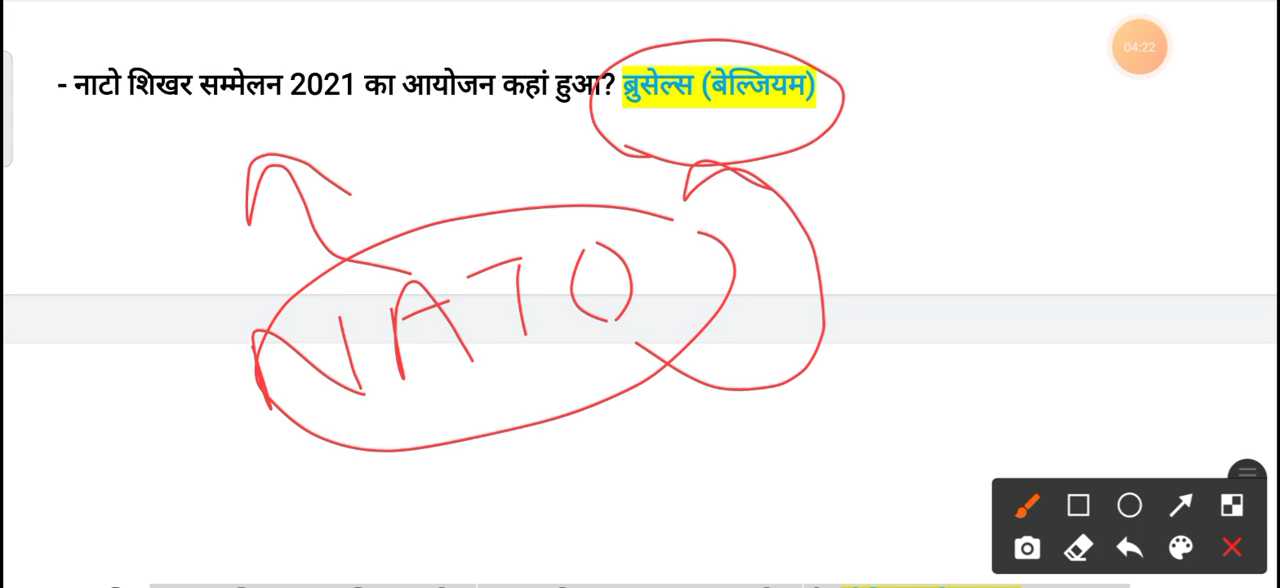 04:22
- नाटो शिखर सम्मेलन 2021 का आयोजन कहां हुआ? ब्रुसेल्स (बेल्जियम)
NATO